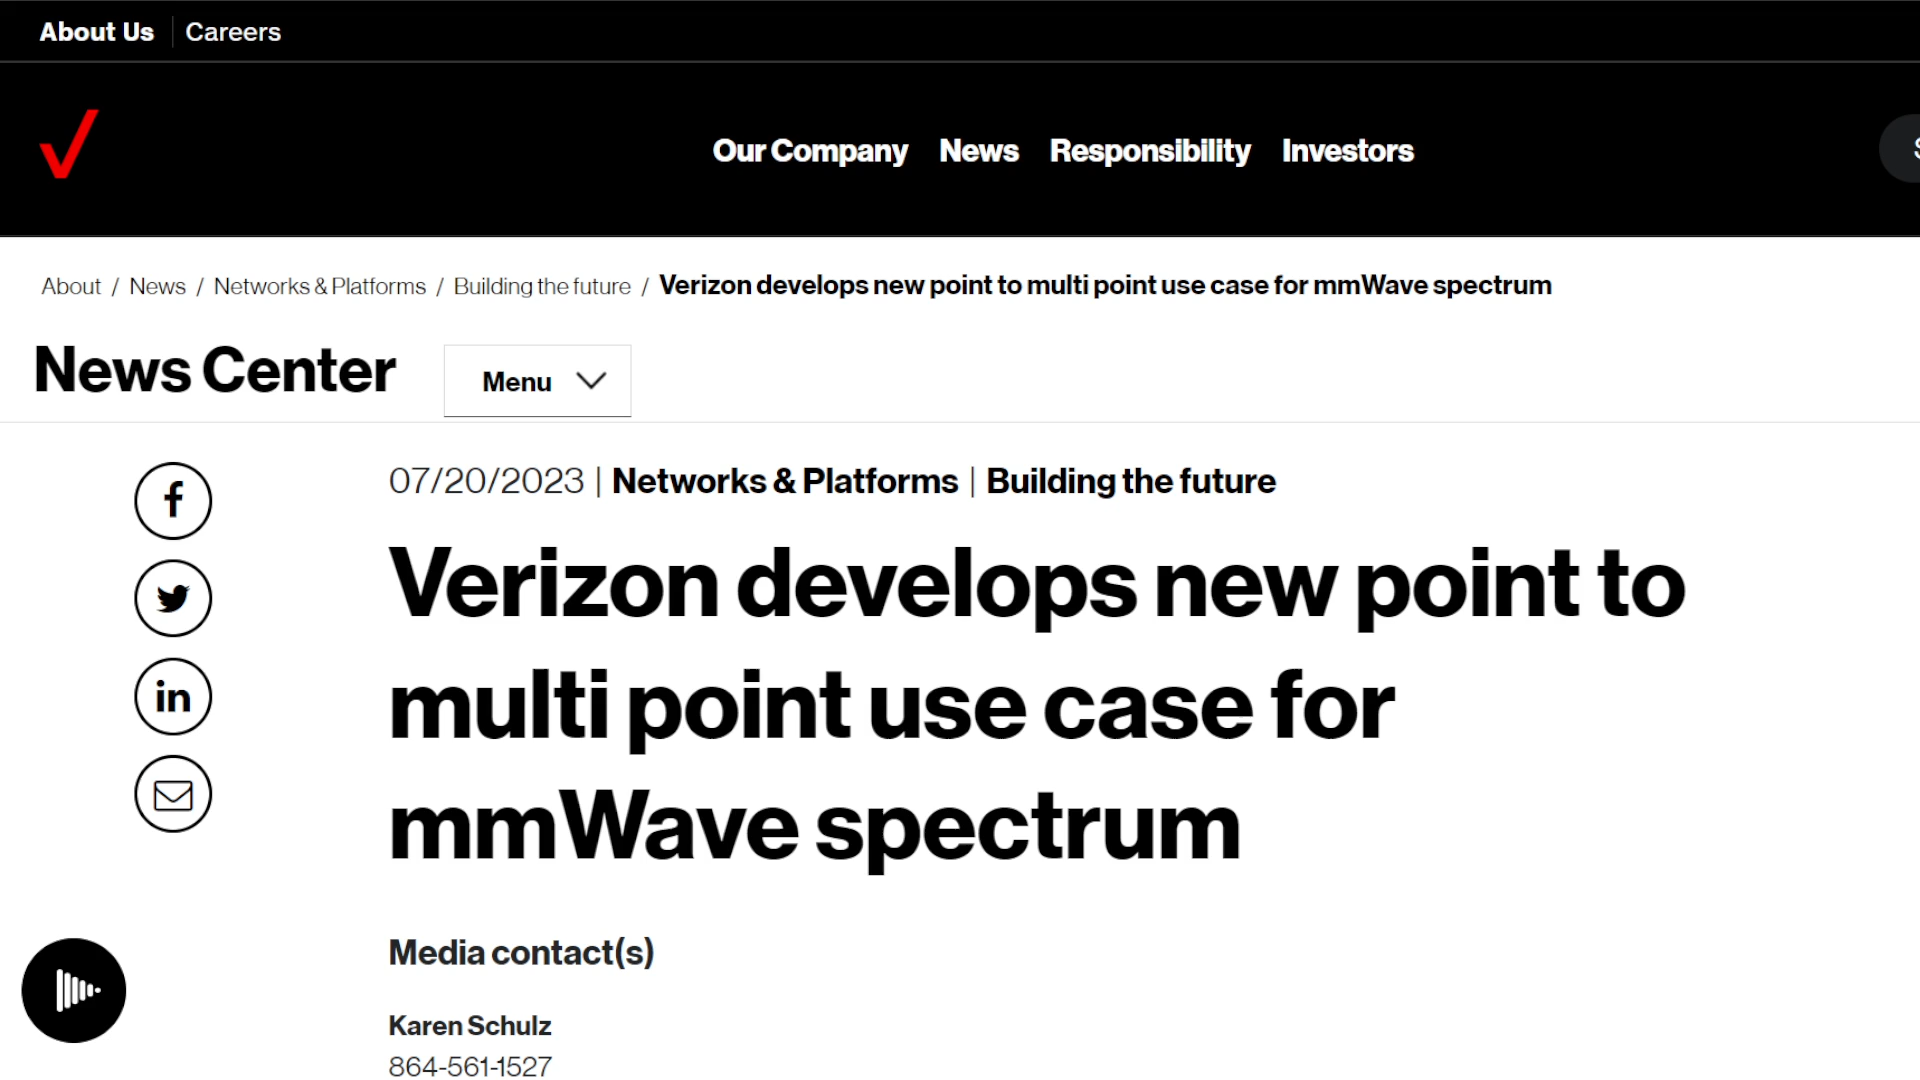 About Us | Careers
Our Company News Responsibility Investors
About / News / Networks & Platforms / Building the future / Verizon develops new point to multi point use case for mmWave spectrum
News Center
Menu
07/20/2023 | Networks & Platforms | Building the future
Verizon develops new point to
multi point use case for
mmWave spectrum
Media contact(s)
Karen Schulz
864-561-1527